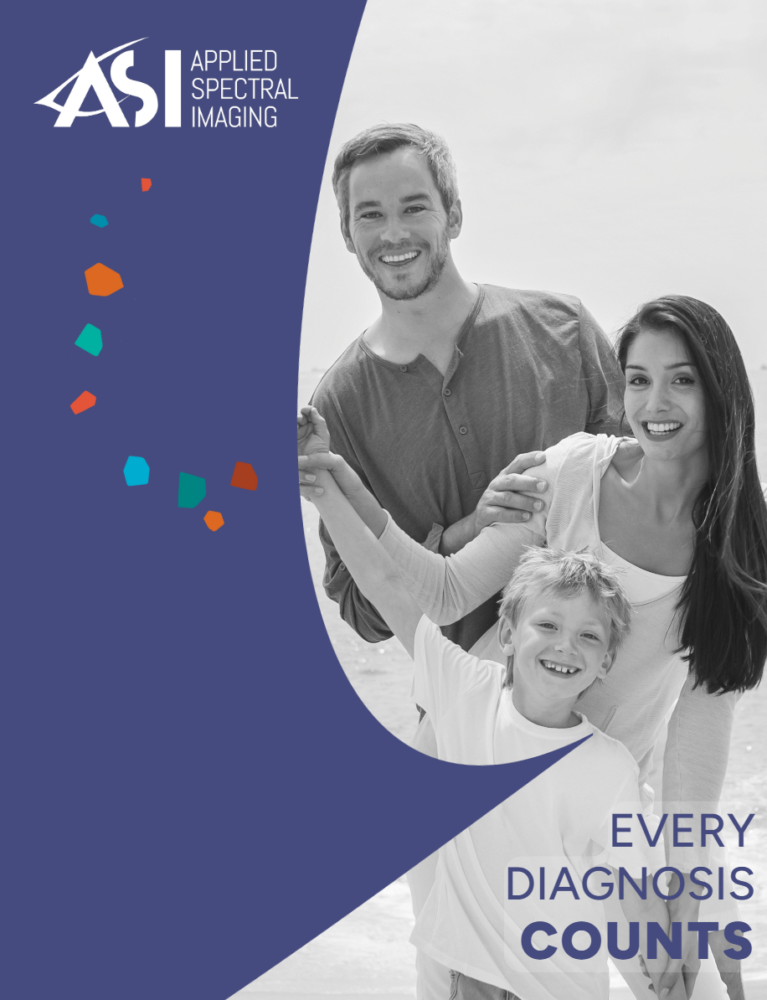 ASI
APPLIED
SPECTRAL
IMAGING
EVERY
DIAGNOSIS
COUNTS